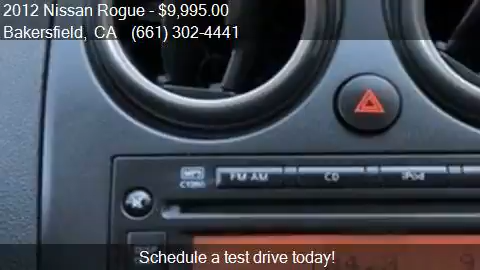 2012 Nissan Rogue - $9,995.00
Bakersfield, CA (661) 302-4441
MP3
FM·AM CD iPod
Schedule a test drive today!